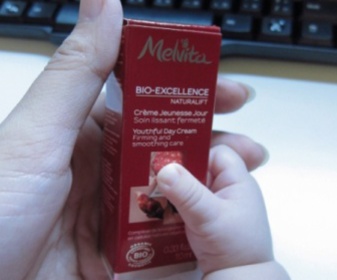 Melvita
BIO-EXCELLENCE
NATURALIFT
Crème Jeunesse Jour
Soin lissant fermeté
Youthful Day Cream
Firming and
smoothing care
BIO